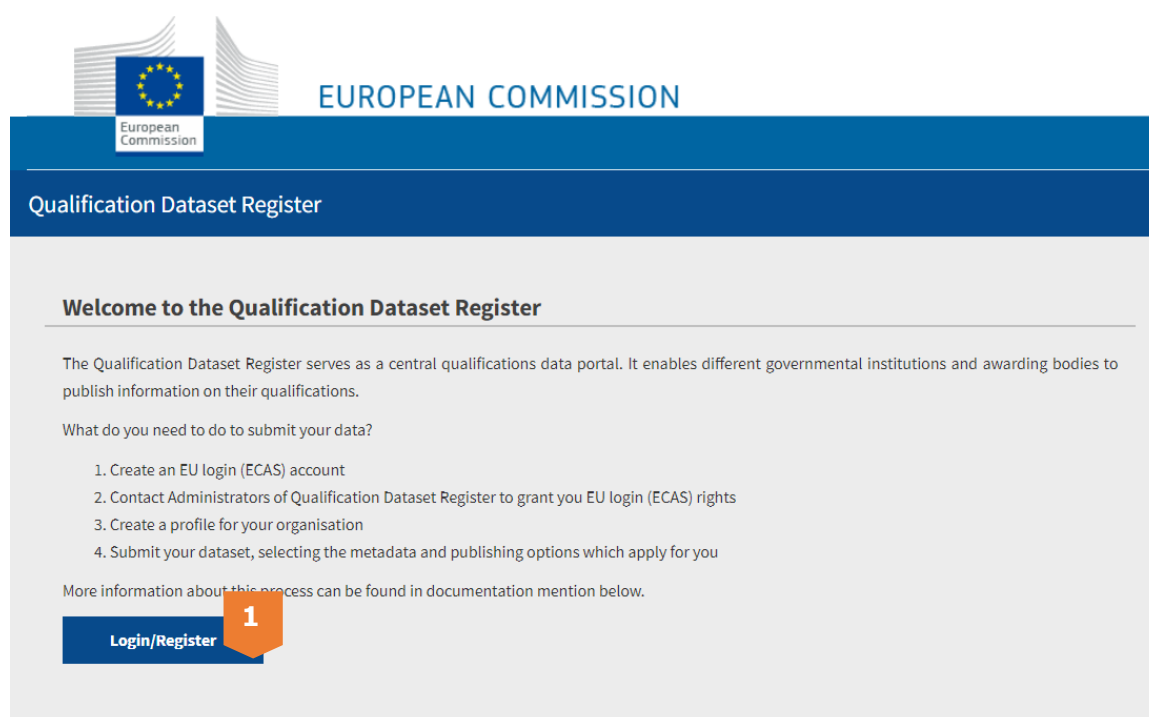 EUROPEAN COMMISSION
European
Commission
Qualification Dataset Register
Welcome to the Qualification Dataset Register
The Qualification Dataset Register serves as a central qualifications data portal. It enables different governmental institutions and awarding bodies to
publish information on their qualifications.
What do you need to do to submit your data?
1. Create an EU login (ECAS) account
2. Contact Administrators of Qualification Dataset Register to grant you EU login (ECAS) rights
3. Create a profile for your organisation
4. Submit your dataset, selecting the metadata and publishing options which apply for you
More information about this process can be found in documentation mention below.
1
Login/Register